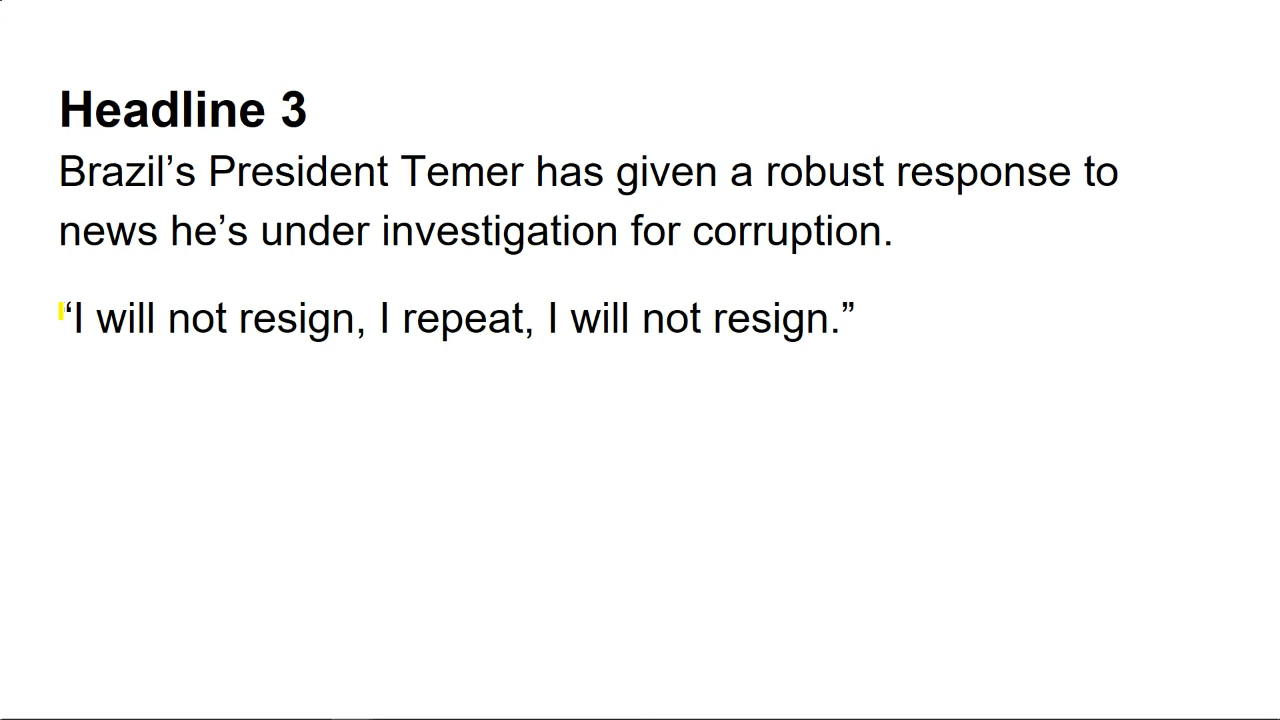 Headline 3
Brazil’s President Temer has given a robust response to
news he’s under investigation for corruption.
“I will not resign, I repeat, I will not resign.”